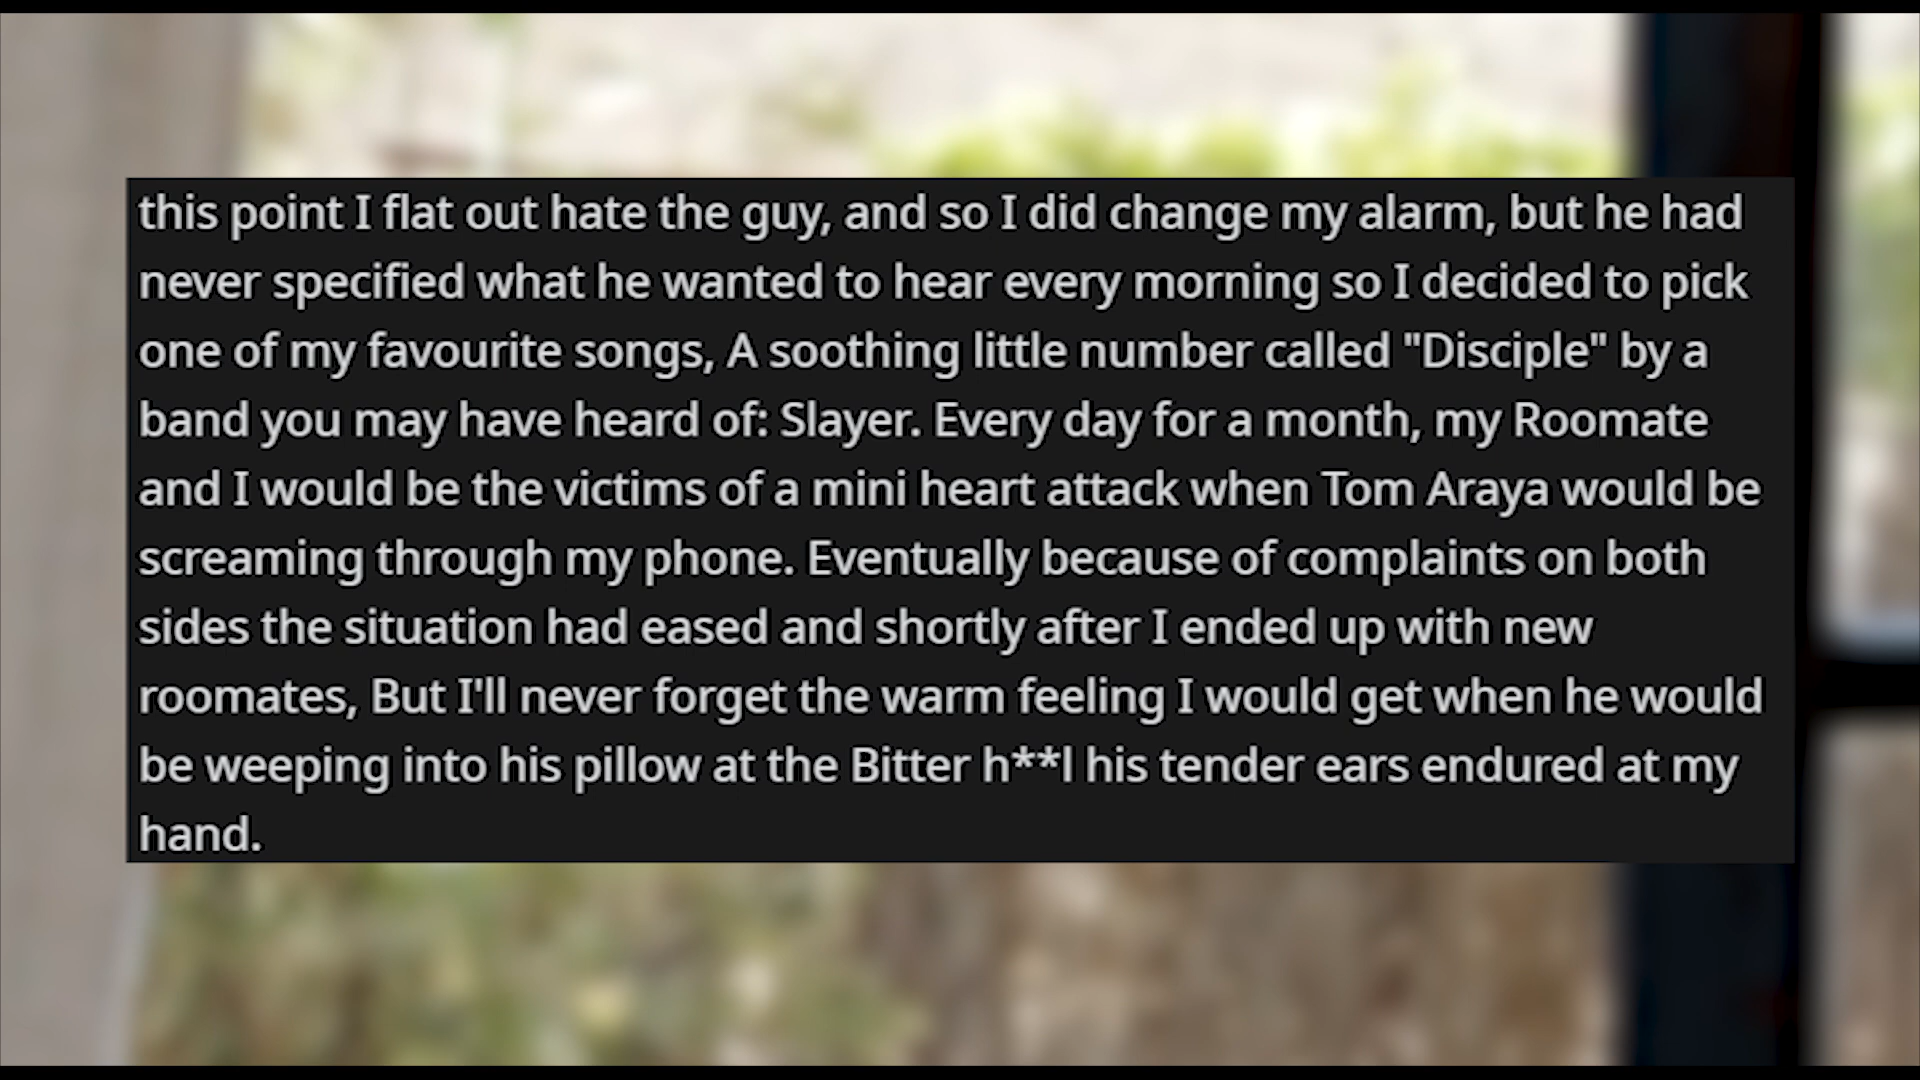 this point I flat out hate the guy, and so I did change my alarm, but he had
never specified what he wanted to hear every morning so I decided to pick
one of my favourite songs, A soothing little number called "Disciple" by a
band you may have heard of: Slayer. Every day for a month, my Roomate
and I would be the victims of a mini heart attack when Tom Araya would be
screaming through my phone. Eventually because of complaints on both
sides the situation had eased and shortly after I ended up with new
roomates, But I'll never forget the warm feeling I would get when he would
be weeping into his pillow at the Bitter h**l his tender ears endured at my
hand.